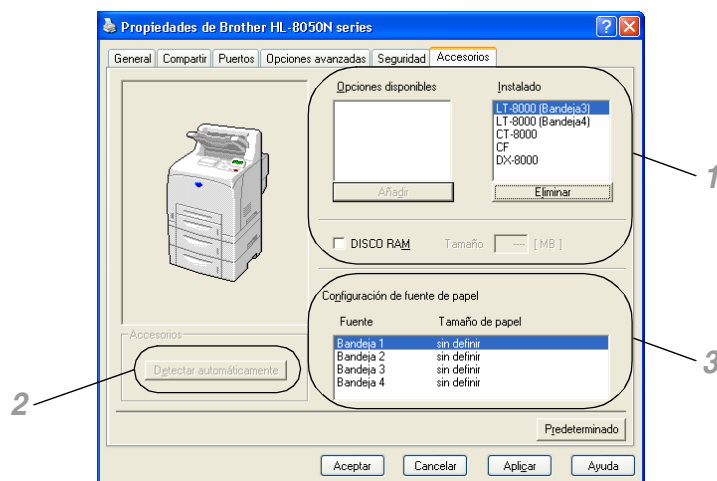 Propiedades de Brother HL-8050N series
General Compartir Puertos Opciones avanzadas Seguridad Accesorios
Opciones disponibles Instalado
LT-8000 (Bandeja3)
LT-8000 (Bandeja4)
CT-8000
CF
DX-8000
Añadir Eliminar
1
DISCO RAM Tamaño --- [ MB ]
Configuración de fuente de papel
Fuente Tamaño de papel
Bandeja 1 sin definir
Bandeja 2 sin definir
Bandeja 3 sin definir
Bandeja 4 sin definir
3
Accesorios
Detectar automáticamente
2
Predeterminado
Aceptar Cancelar Aplicar Ayuda